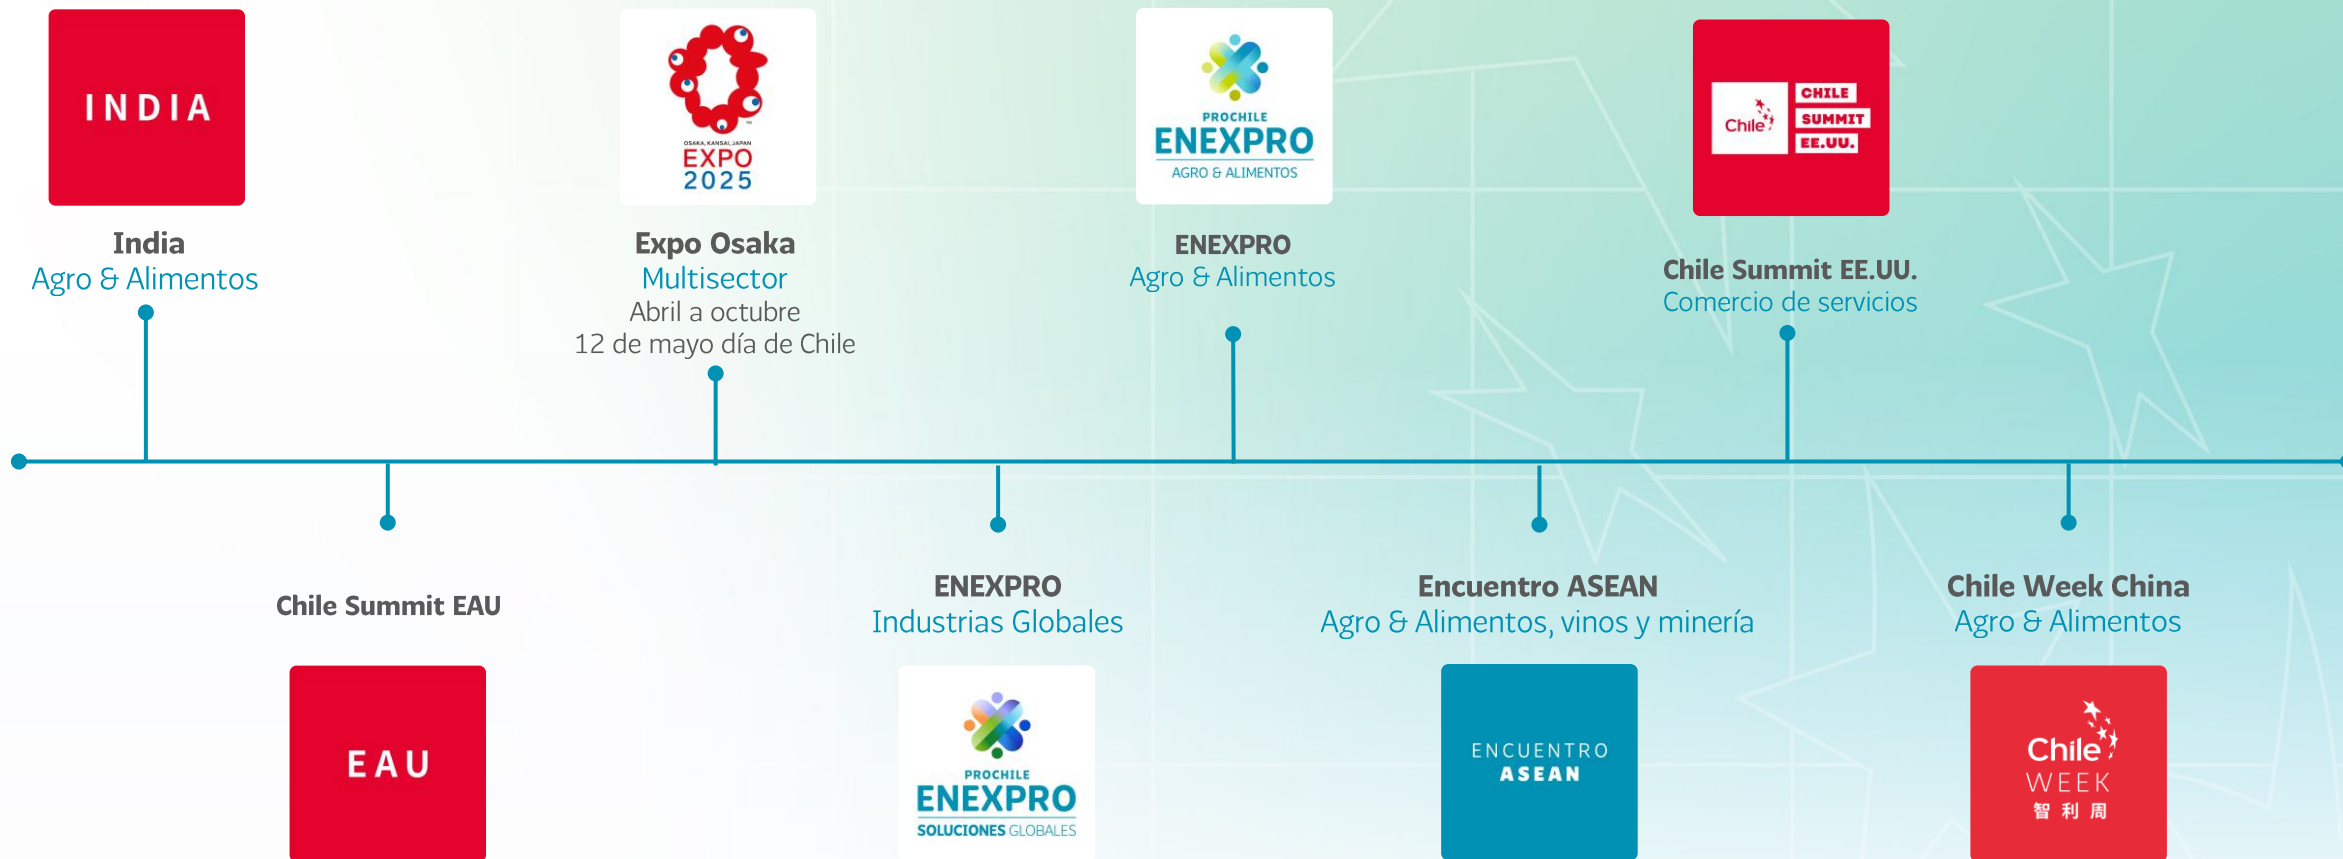 INDIA
India
Agro & Alimentos
OSAKA, KANSAI, JAPAN
EXPO
2025
Expo Osaka
Multisector
Abril a octubre
12 de mayo día de Chile
PROCHILE
ENEXPRO
AGRO & ALIMENTOS
ENEXPRO
Agro & Alimentos
Chile
CHILE
SUMMIT
EE.UU.
Chile Summit EE.UU.
Comercio de servicios
Chile Summit EAU
EAU
ENEXPRO
Industrias Globales
PROCHILE
ENEXPRO
SOLUCIONES GLOBALES
Encuentro ASEAN
Agro & Alimentos, vinos y minería
ENCUENTRO
ASEAN
Chile Week China
Agro & Alimentos
Chile
WEEK
智利周